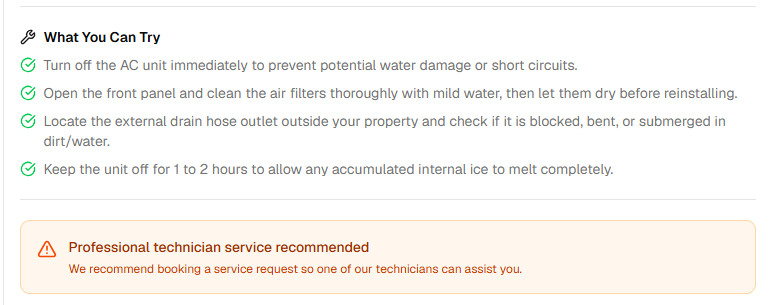 What You Can Try
Turn off the AC unit immediately to prevent potential water damage or short circuits.
Open the front panel and clean the air filters thoroughly with mild water, then let them dry before reinstalling.
Locate the external drain hose outlet outside your property and check if it is blocked, bent, or submerged in
dirt/water.
Keep the unit off for 1 to 2 hours to allow any accumulated internal ice to melt completely.
Professional technician service recommended
We recommend booking a service request so one of our technicians can assist you.